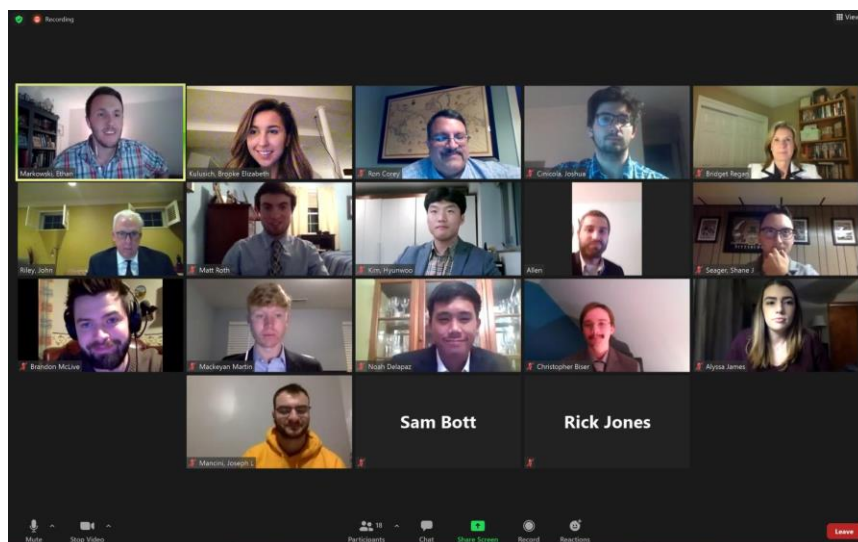 Recording
View
Markowski, Ethan
Kulusich, Brooke Elizabeth
Ron Corey
Cinicola, Joshua
Bridget Regan
Riley, John
Matt Roth
Kim, Hyunwoo
Allen
Seager, Shane J
Brandon McLive
Mackeyan Martin
Noah Delapaz
Christopher Biser
Alyssa James
Mancini, Joseph L
Sam Bott
Rick Jones
Mute
Stop Video
18
Participants
Chat
Share Screen
Record
Reactions
Leave